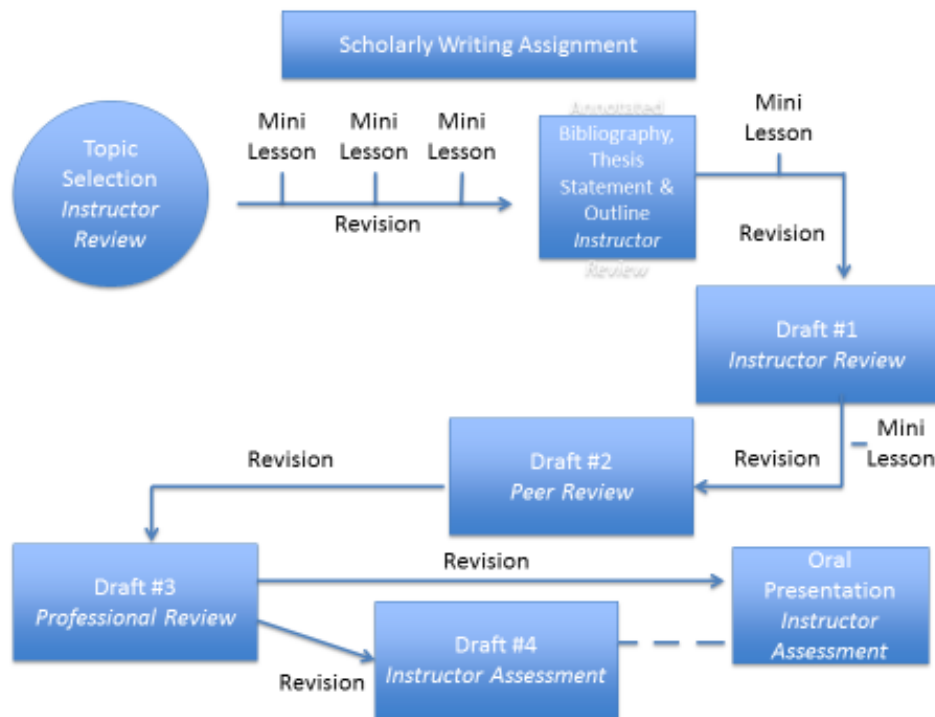 Scholarly Writing Assignment
Topic
Selection
Instructor
Review
Mini
Lesson
Mini
Lesson
Mini
Lesson
Revision
Annotated
Bibliography,
Thesis
Statement &
Outline
Instructor
Review
Mini
Lesson
Revision
Draft #1
Instructor Review
Mini
Lesson
Revision
Draft #2
Peer Review
Revision
Draft #3
Professional Review
Revision
Oral
Presentation
Instructor
Assessment
Revision
Draft #4
Instructor Assessment